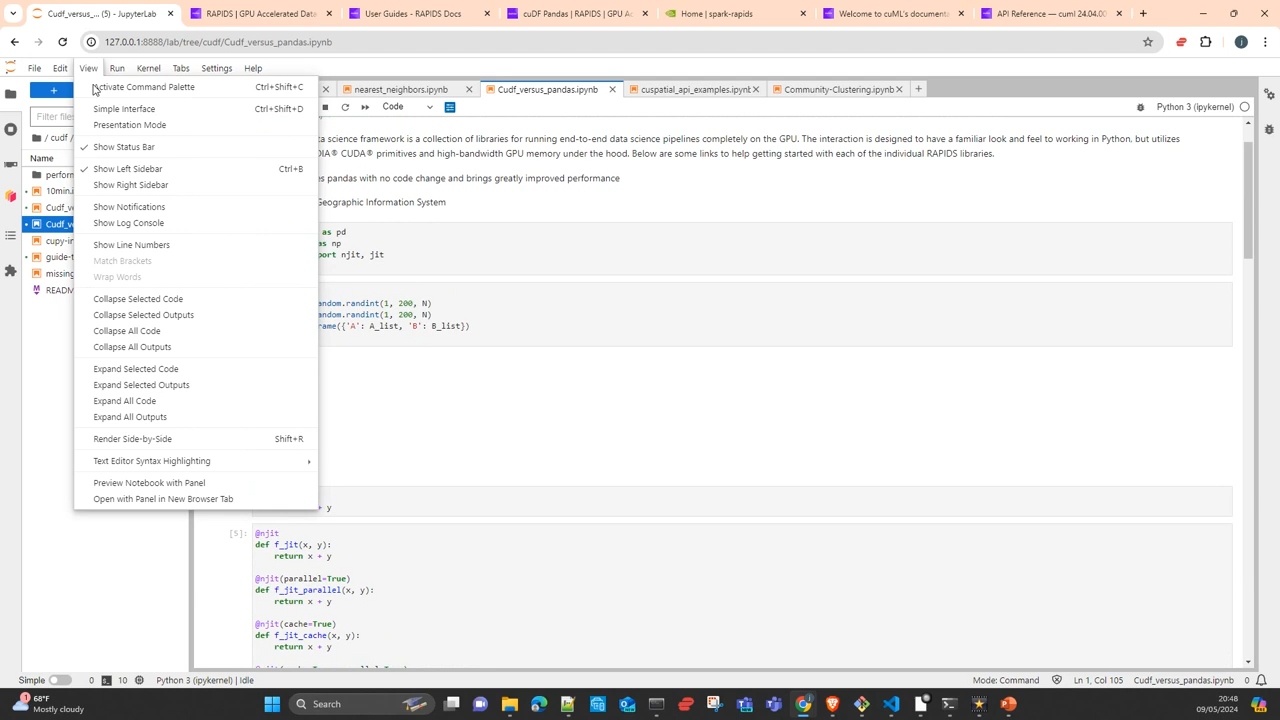 Cudf_versus_... (5) - JupyterLab
RAPIDS | GPU Accelerated Data
User Guides - RAPIDS Docs
cuDF Pandas | RAPIDS | GPU Ac
Home | spark-rapids
Welcome to cuML's documenta
API Reference — cuml 24.04.00
127.0.0.1:8888/lab/tree/cudf/Cudf_versus_pandas.ipynb
File Edit View Run Kernel Tabs Settings Help
nearest_neighbors.ipynb
Cudf_versus_pandas.ipynb
cuspatial_api_examples.ipynb
Community-Clustering.ipynb
Code
Python 3 (ipykernel)
Filter files
/ cudf /
Name
perform
10min.i
Cudf_ve
Cudf_ve
cupy-in
guide-t
missing
READM
Activate Command Palette Ctrl+Shift+C
Simple Interface Ctrl+Shift+D
Presentation Mode
Show Status Bar
Show Left Sidebar Ctrl+B
Show Right Sidebar
Show Notifications
Show Log Console
Show Line Numbers
Match Brackets
Wrap Words
Collapse Selected Code
Collapse Selected Outputs
Collapse All Code
Collapse All Outputs
Expand Selected Code
Expand Selected Outputs
Expand All Code
Expand All Outputs
Render Side-by-Side Shift+R
Text Editor Syntax Highlighting
Preview Notebook with Panel
Open with Panel in New Browser Tab
ta science framework is a collection of libraries for running end-to-end data science pipelines completely on the GPU. The interaction is designed to have a familiar look and feel to working in Python, but utilizes
DIA® CUDA® primitives and high-bandwidth GPU memory under the hood. Below are some links to help getting started with each of the individual RAPIDS libraries.
es pandas with no code change and brings greatly improved performance
Geographic Information System
as pd
as np
port njit, jit
andom.randint(1, 200, N)
andom.randint(1, 200, N)
rame({'A': A_list, 'B': B_list})
+ y
[5]:
@njit
def f_jit(x, y):
return x + y
@njit(parallel=True)
def f_jit_parallel(x, y):
return x + y
@njit(cache=True)
def f_jit_cache(x, y):
return x + y
Simple 0 10 Python 3 (ipykernel) | Idle
Mode: Command Ln 1, Col 105 Cudf_versus_pandas.ipynb 0
68°F
Mostly cloudy
Search
20:48
09/05/2024